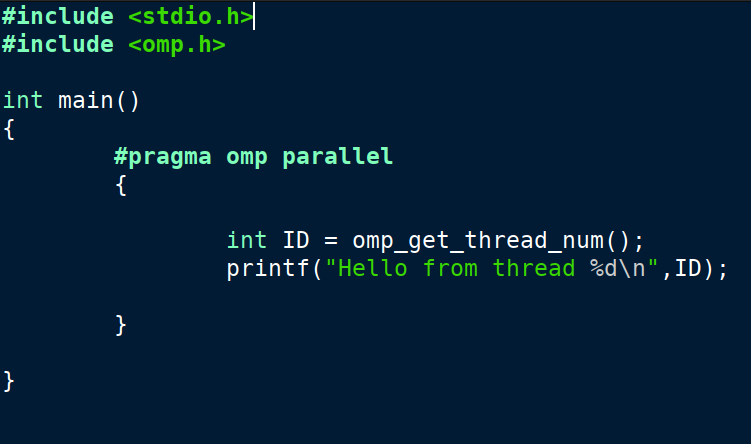 #include <stdio.h>
#include <omp.h>
int main()
{
#pragma omp parallel
{
int ID = omp_get_thread_num();
printf("Hello from thread %d\n",ID);
}
}